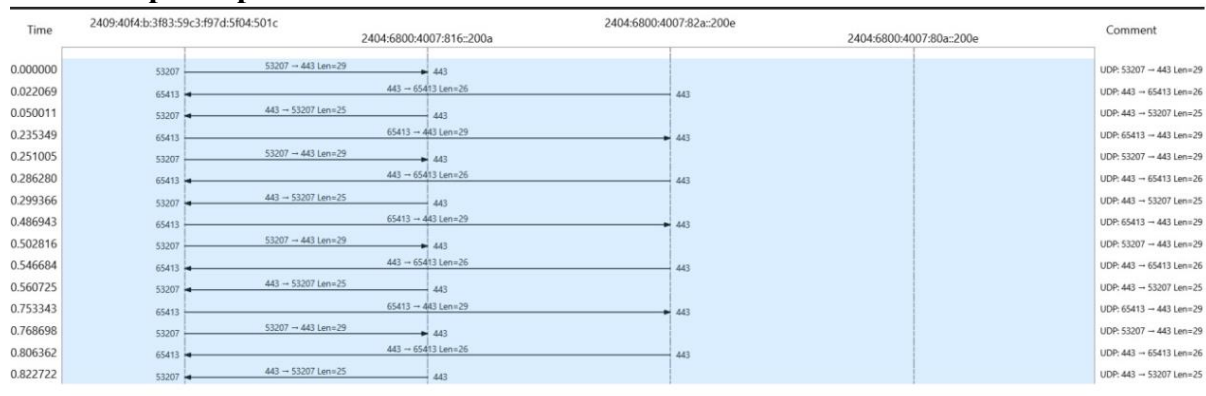 Time 2409:40f4:b:3f83:59c3:f97d:5f04:501c 2404:6800:4007:816::200a 2404:6800:4007:82a::200e 2404:6800:4007:80a::200e Comment
0.000000 53207 53207 → 443 Len=29 443 UDP: 53207 → 443 Len=29
0.022069 65413 443 → 65413 Len=26 443 UDP: 443 → 65413 Len=26
0.050011 53207 443 → 53207 Len=25 443 UDP: 443 → 53207 Len=25
0.235349 65413 65413 → 443 Len=29 443 UDP: 65413 → 443 Len=29
0.251005 53207 53207 → 443 Len=29 443 UDP: 53207 → 443 Len=29
0.286280 65413 443 → 65413 Len=26 443 UDP: 443 → 65413 Len=26
0.299366 53207 443 → 53207 Len=25 443 UDP: 443 → 53207 Len=25
0.486943 65413 65413 → 443 Len=29 443 UDP: 65413 → 443 Len=29
0.502816 53207 53207 → 443 Len=29 443 UDP: 53207 → 443 Len=29
0.546684 65413 443 → 65413 Len=26 443 UDP: 443 → 65413 Len=26
0.560725 53207 443 → 53207 Len=25 443 UDP: 443 → 53207 Len=25
0.753343 65413 65413 → 443 Len=29 443 UDP: 65413 → 443 Len=29
0.768698 53207 53207 → 443 Len=29 443 UDP: 53207 → 443 Len=29
0.806362 65413 443 → 65413 Len=26 443 UDP: 443 → 65413 Len=26
0.822722 53207 443 → 53207 Len=25 443 UDP: 443 → 53207 Len=25